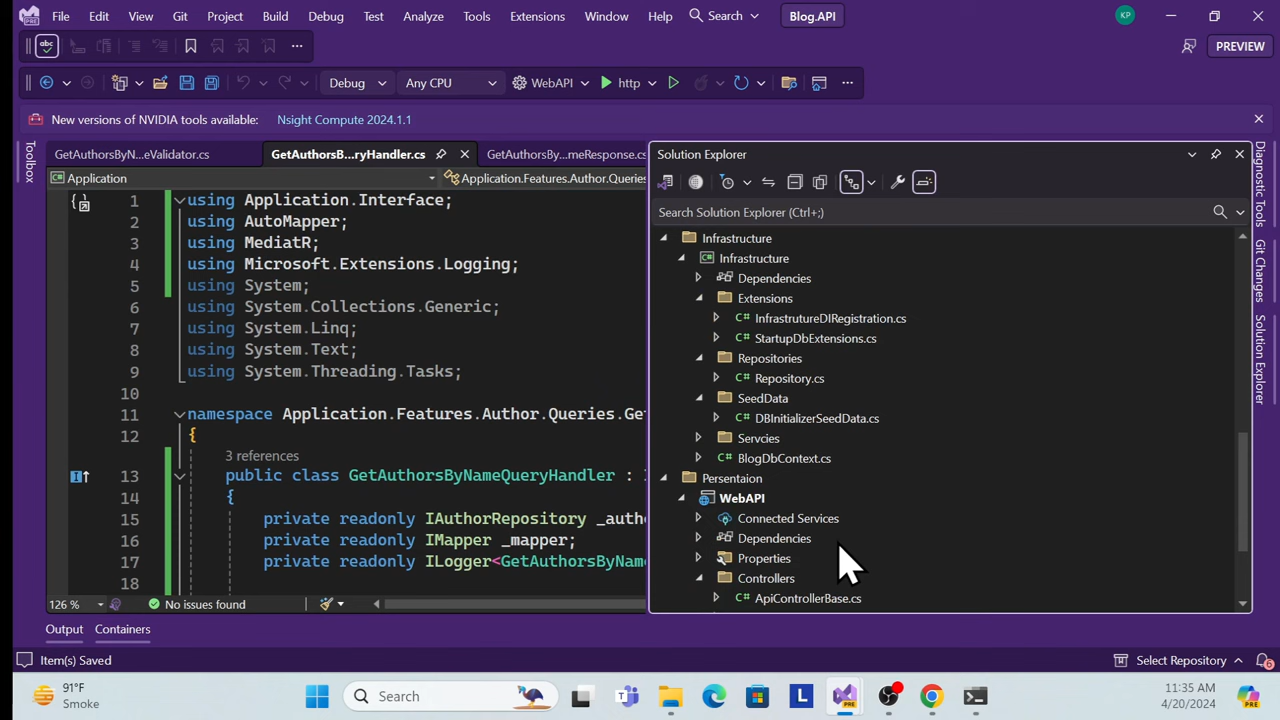 File Edit View Git Project Build Debug Test Analyze Tools Extensions Window Help Search Blog.API KP
abc PREVIEW
Debug Any CPU WebAPI http
New versions of NVIDIA tools available: Nsight Compute 2024.1.1
Toolbox
GetAuthorsByN...eValidator.cs GetAuthorsB...ryHandler.cs GetAuthorsBy...meResponse.cs
Application Application.Features.Author.Queries
1 using Application.Interface;
2 using AutoMapper;
3 using MediatR;
4 using Microsoft.Extensions.Logging;
5 using System;
6 using System.Collections.Generic;
7 using System.Linq;
8 using System.Text;
9 using System.Threading.Tasks;
10
11 namespace Application.Features.Author.Queries.Get
12 {
3 references
13 public class GetAuthorsByNameQueryHandler :
14 {
15 private readonly IAuthorRepository _autho
16 private readonly IMapper _mapper;
17 private readonly ILogger<GetAuthorsByName
18
126 % No issues found
Solution Explorer
Search Solution Explorer (Ctrl+;)
Infrastructure
Infrastructure
Dependencies
Extensions
InfrastrutureDIRegistration.cs
StartupDbExtensions.cs
Repositories
Repository.cs
SeedData
DBInitializerSeedData.cs
Servcies
BlogDbContext.cs
Persentaion
WebAPI
Connected Services
Dependencies
Properties
Controllers
ApiControllerBase.cs
Diagnostic Tools
Git Changes
Solution Explorer
Output Containers
Item(s) Saved Select Repository 6
91°F
Smoke
Search
L
PRE
11:35 AM
4/20/2024
PRE